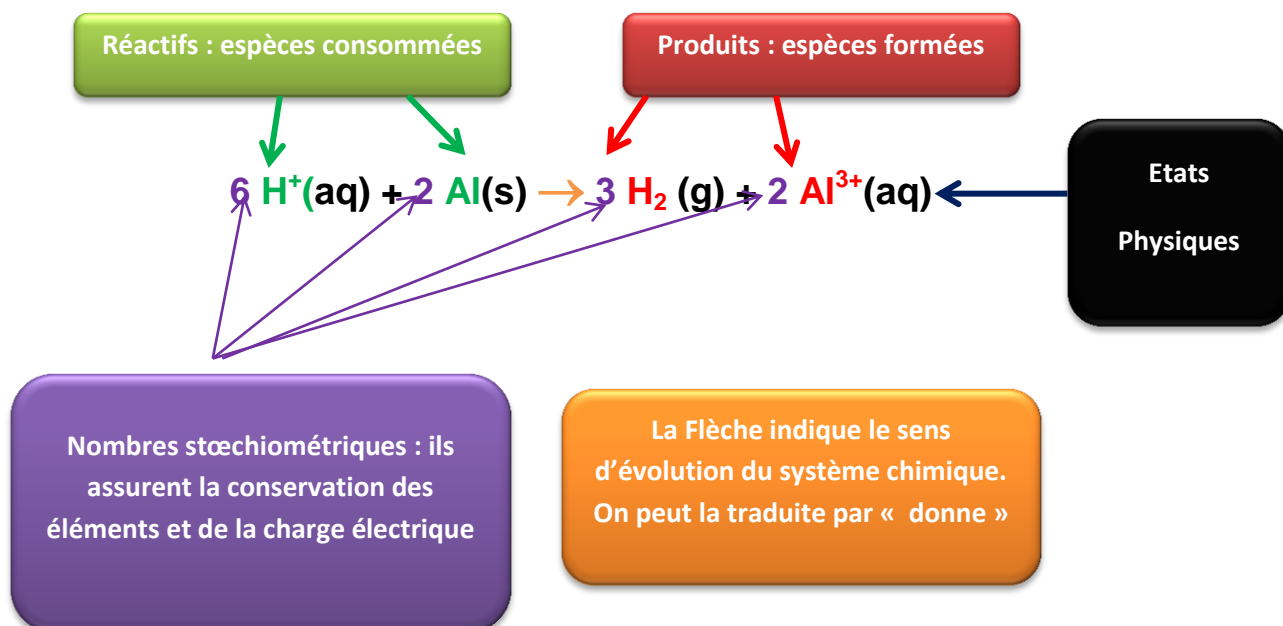 Réactifs : espèces consommées
Produits : espèces formées
6 H⁺(aq) + 2 Al(s) → 3 H₂ (g) + 2 Al³⁺(aq)
Etats
Physiques
Nombres stœchiométriques : ils
assurent la conservation des
éléments et de la charge électrique
La Flèche indique le sens
d’évolution du système chimique.
On peut la traduite par «  donne »